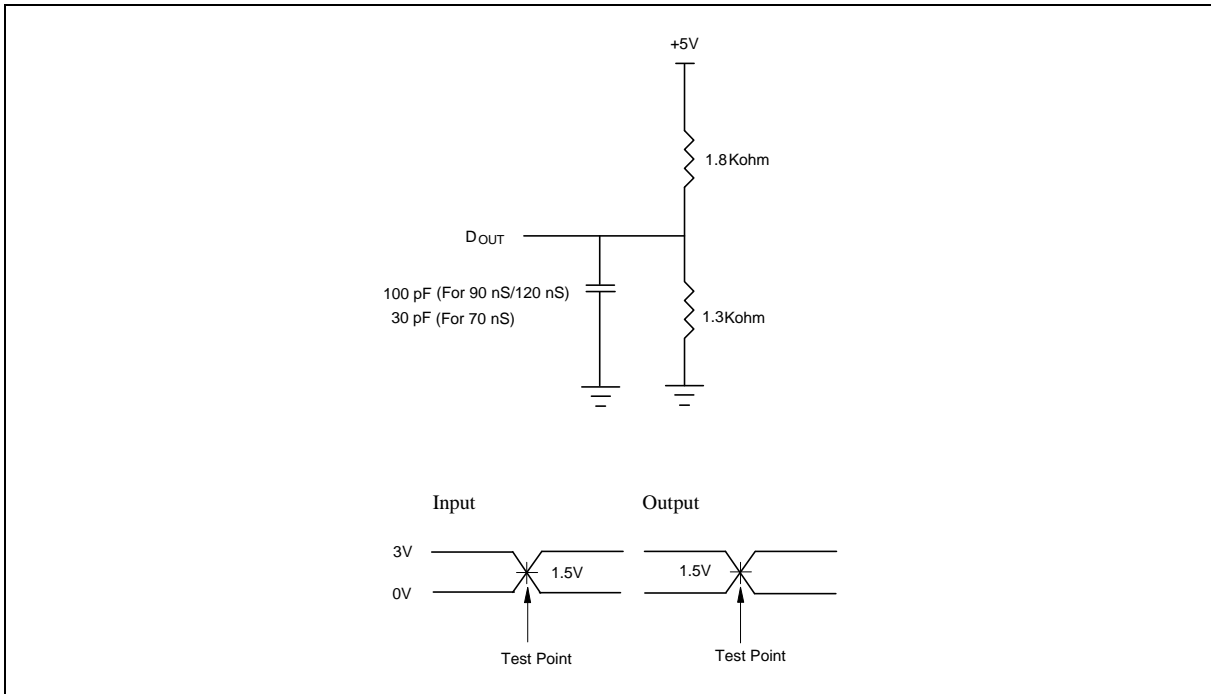 +5V
1.8Kohm
DOUT
100 pF (For 90 nS/120 nS)
30 pF (For 70 nS)
1.3Kohm
Input Output
3V
1.5V 1.5V
0V
Test Point Test Point